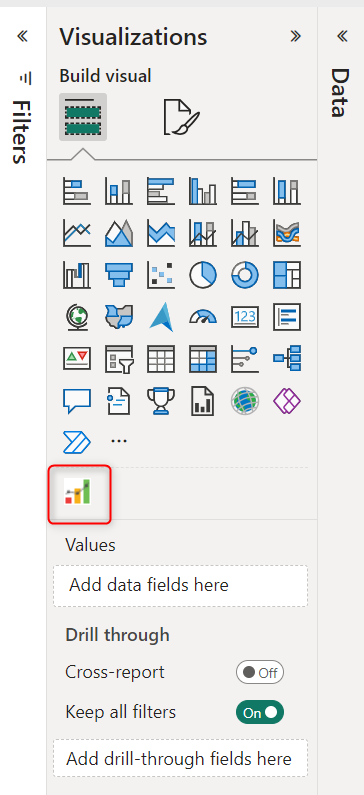 Filters
Visualizations
Build visual
123
Values
Add data fields here
Drill through
Cross-report
Off
Keep all filters
On
Add drill-through fields here
Data